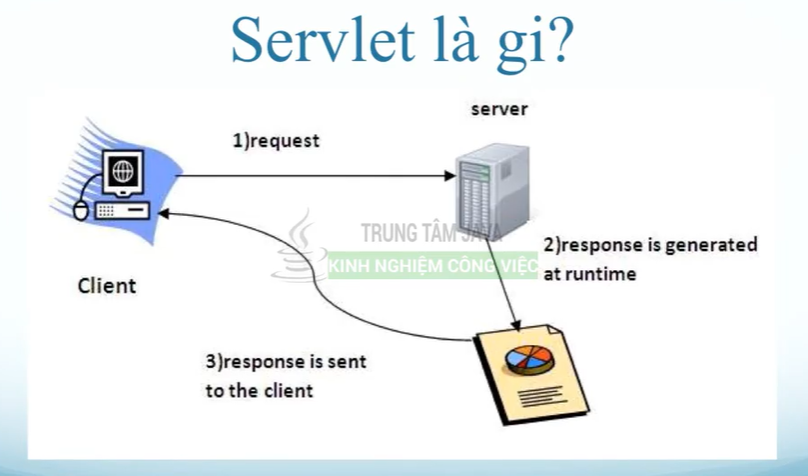 Servlet là gì?
server
1)request
TRUNG TÂM JAVA
KINH NGHIỆM CÔNG VIỆC
2)response is generated
at runtime
Client
3)response is sent
to the client